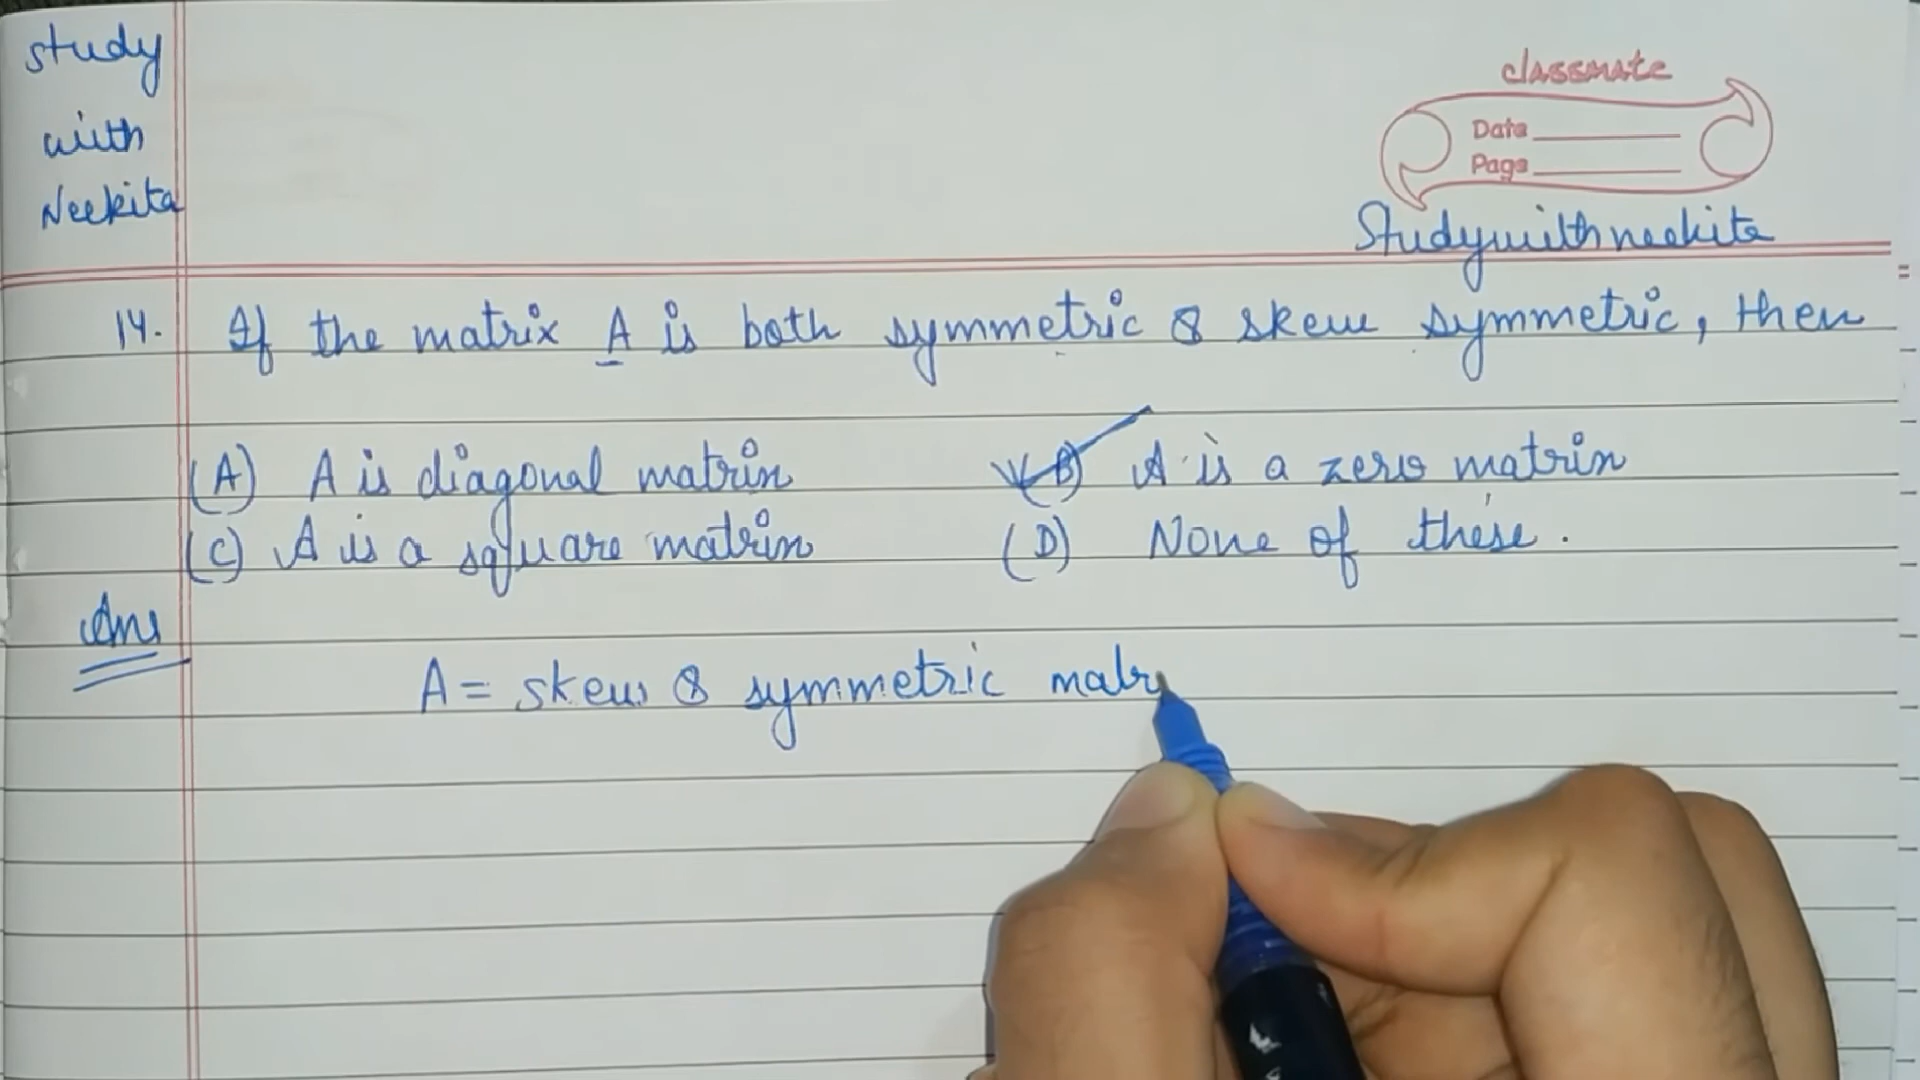 study
with
Neekita
classmate
Date
Page
Studywithneekita
14. If the matrix A is both symmetric & skew symmetric, then
(A) A is diagonal matrix (B) A is a zero matrix
(C) A is a square matrix (D) None of these.
Ans
A = skew & symmetric matr